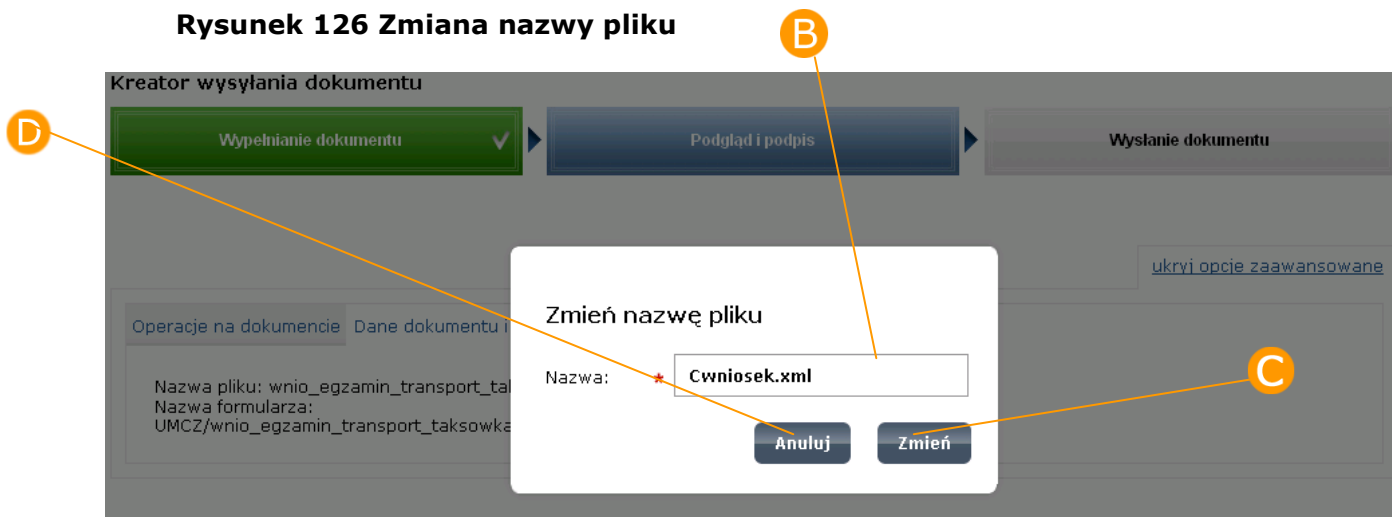 Rysunek 126 Zmiana nazwy pliku
B
Kreator wysyłania dokumentu
D
Wypełnianie dokumentu
Podgląd i podpis
Wysłanie dokumentu
ukryj opcje zaawansowane
Operacje na dokumencie Dane dokumentu i
Nazwa pliku: wnio_egzamin_transport_tak
Nazwa formularza:
UMCZ/wnio_egzamin_transport_taksowka
Zmień nazwę pliku
Nazwa: * Cwniosek.xml
C
Anuluj
Zmień